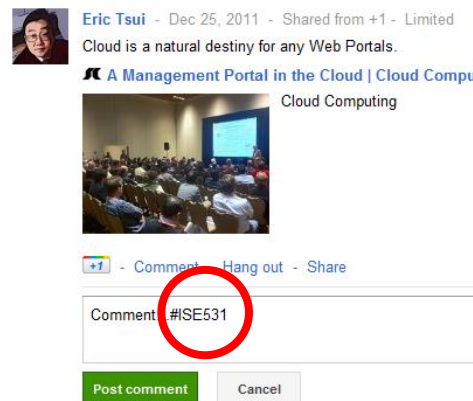 Eric Tsui - Dec 25, 2011 - Shared from +1 - Limited
Cloud is a natural destiny for any Web Portals.
A Management Portal in the Cloud | Cloud Compu
Cloud Computing
+1 - Comment - Hang out - Share
Comment...#ISE531
Post comment Cancel